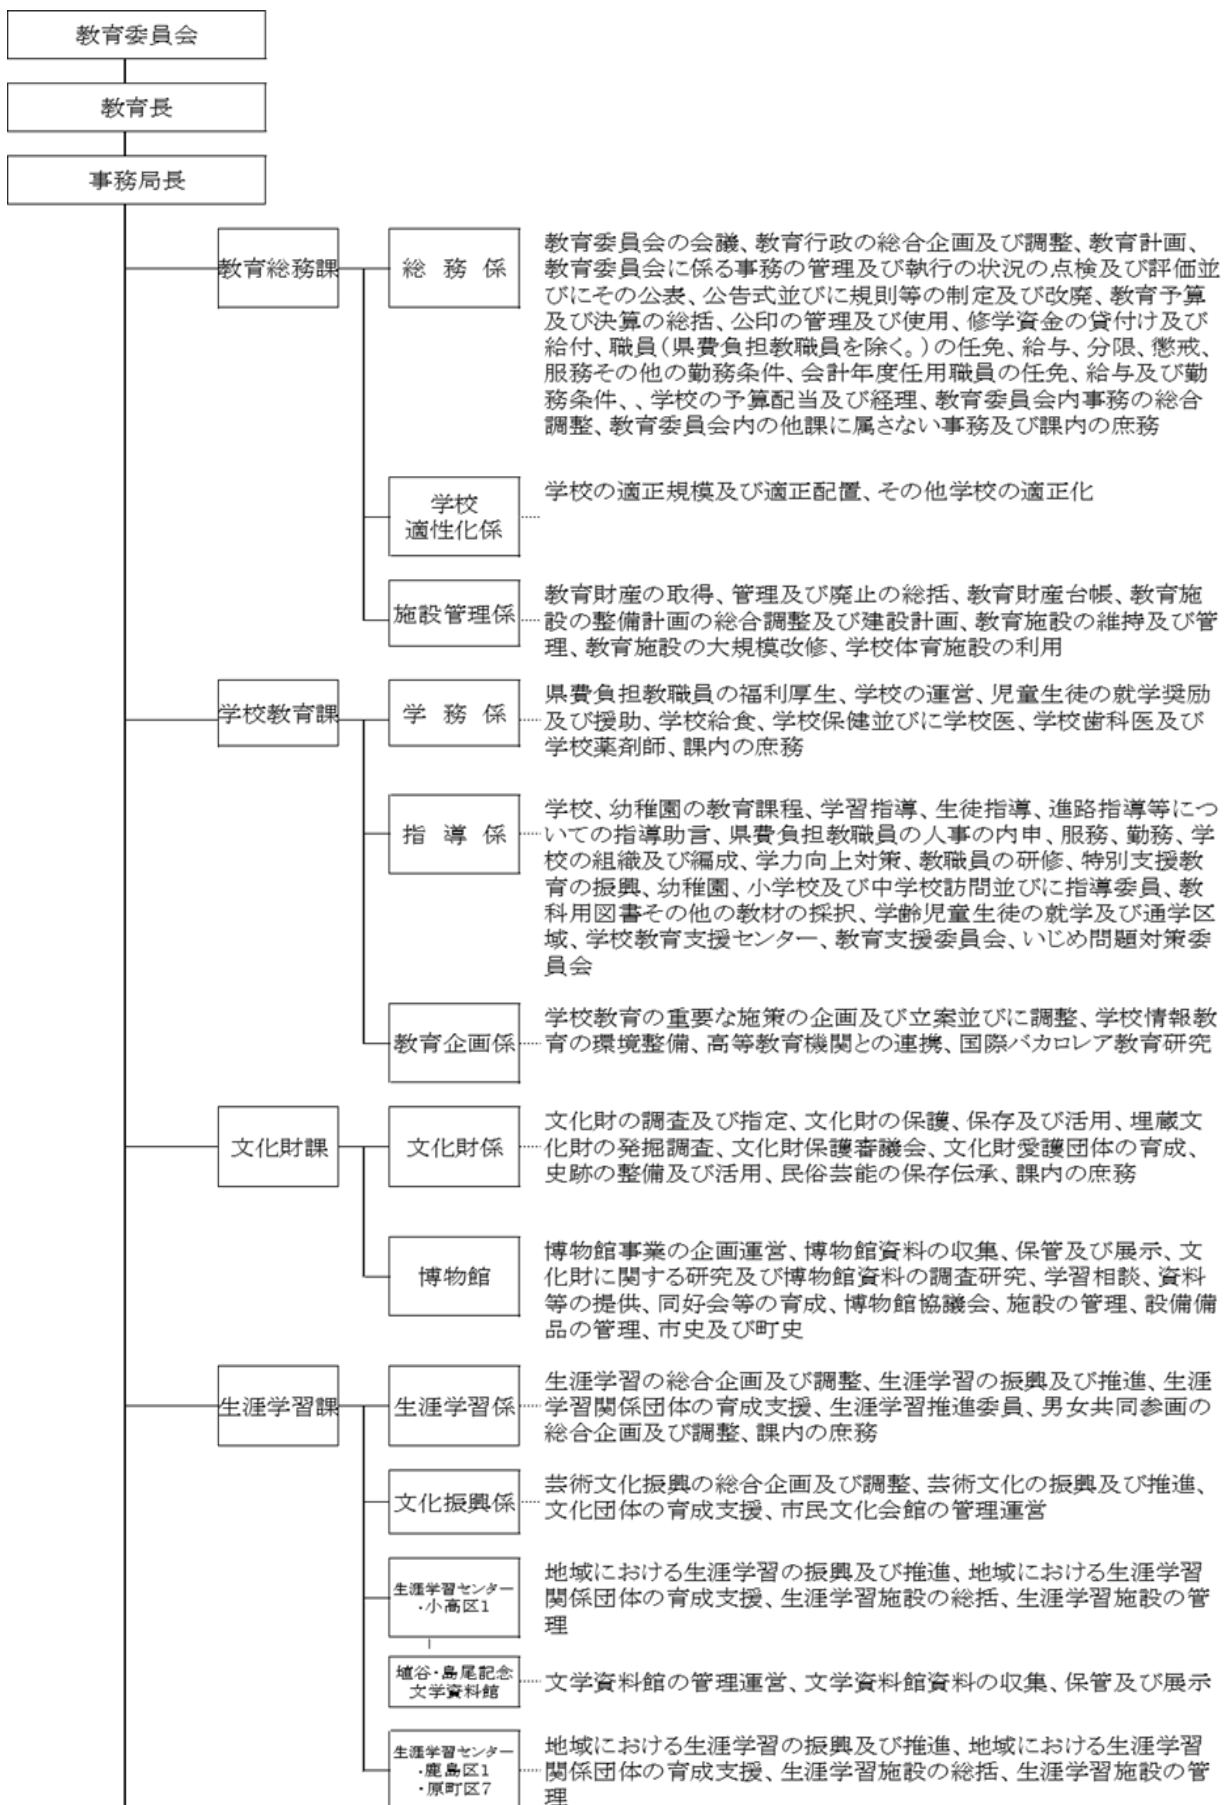 教育委員会
教育長
事務局長
教育総務課
総務係
教育委員会の会議、教育行政の総合企画及び調整、教育計画、
教育委員会に係る事務の管理及び執行の状況の点検及び評価並
びにその公表、公告式並びに規則等の制定及び改廃、教育予算
及び決算の総括、公印の管理及び使用、修学資金の貸付け及び
給付、職員(県費負担教職員を除く。)の任免、給与、分限、懲戒、
服務その他の勤務条件、会計年度任用職員の任免、給与及び勤
務条件、、学校の予算配当及び経理、教育委員会内事務の総合
調整、教育委員会内の他課に属さない事務及び課内の庶務
学校
適性化係
学校の適正規模及び適正配置、その他学校の適正化
施設管理係
教育財産の取得、管理及び廃止の総括、教育財産台帳、教育施
設の整備計画の総合調整及び建設計画、教育施設の維持及び管
理、教育施設の大規模改修、学校体育施設の利用
学校教育課
学務係
県費負担教職員の福利厚生、学校の運営、児童生徒の就学奨励
及び援助、学校給食、学校保健並びに学校医、学校歯科医及び
学校薬剤師、課内の庶務
指導係
学校、幼稚園の教育課程、学習指導、生徒指導、進路指導等につ
いての指導助言、県費負担教職員の人事の内申、服務、勤務、学
校の組織及び編成、学力向上対策、教職員の研修、特別支援教
育の振興、幼稚園、小学校及び中学校訪問並びに指導委員、教
科用図書その他の教材の採択、学齢児童生徒の就学及び通学区
域、学校教育支援センター、教育支援委員会、いじめ問題対策委
員会
教育企画係
学校教育の重要な施策の企画及び立案並びに調整、学校情報教
育の環境整備、高等教育機関との連携、国際バカロレア教育研究
文化財課
文化財係
文化財の調査及び指定、文化財の保護、保存及び活用、埋蔵文
化財の発掘調査、文化財保護審議会、文化財愛護団体の育成、
史跡の整備及び活用、民俗芸能の保存伝承、課内の庶務
博物館
博物館事業の企画運営、博物館資料の収集、保管及び展示、文
化財に関する研究及び博物館資料の調査研究、学習相談、資料
等の提供、同好会等の育成、博物館協議会、施設の管理、設備備
品の管理、市史及び町史
生涯学習課
生涯学習係
生涯学習の総合企画及び調整、生涯学習の振興及び推進、生涯
学習関係団体の育成支援、生涯学習推進委員、男女共同参画の
総合企画及び調整、課内の庶務
文化振興係
芸術文化振興の総合企画及び調整、芸術文化の振興及び推進、
文化団体の育成支援、市民文化会館の管理運営
生涯学習センター
・小高区1
地域における生涯学習の振興及び推進、地域における生涯学習
関係団体の育成支援、生涯学習施設の総括、生涯学習施設の管
理
埴谷・島尾記念
文学資料館
文学資料館の管理運営、文学資料館資料の収集、保管及び展示
生涯学習センター
・鹿島区1
・原町区7
地域における生涯学習の振興及び推進、地域における生涯学習
関係団体の育成支援、生涯学習施設の総括、生涯学習施設の管
理